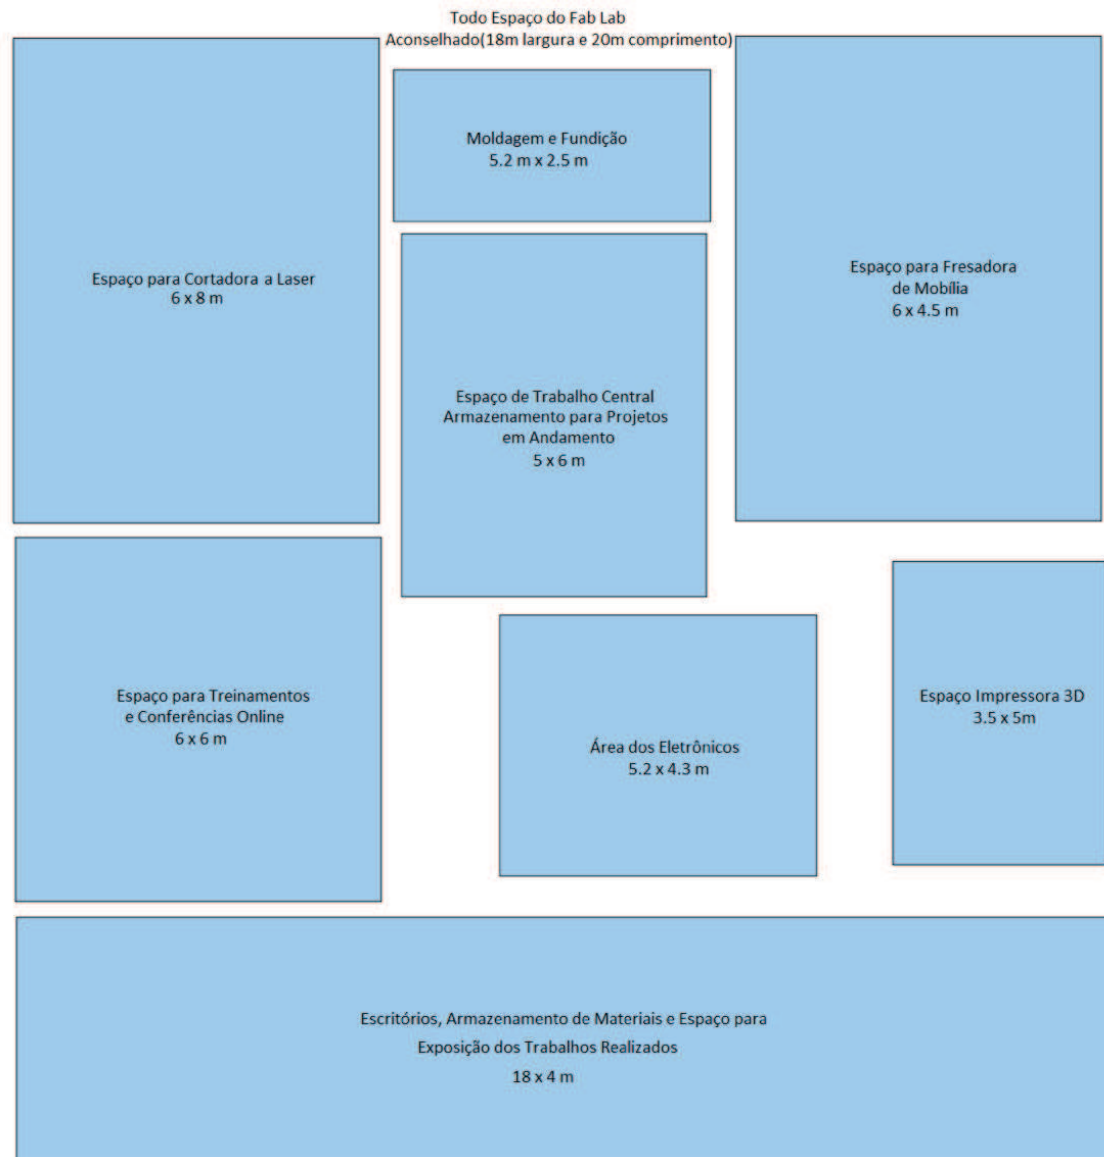 Todo Espaço do Fab Lab
Aconselhado(18m largura e 20m comprimento)
Moldagem e Fundição
5.2 m x 2.5 m
Espaço para Cortadora a Laser
6 x 8 m
Espaço para Fresadora
de Mobília
6 x 4.5 m
Espaço de Trabalho Central
Armazenamento para Projetos
em Andamento
5 x 6 m
Espaço para Treinamentos
e Conferências Online
6 x 6 m
Área dos Eletrônicos
5.2 x 4.3 m
Espaço Impressora 3D
3.5 x 5m
Escritórios, Armazenamento de Materiais e Espaço para
Exposição dos Trabalhos Realizados
18 x 4 m